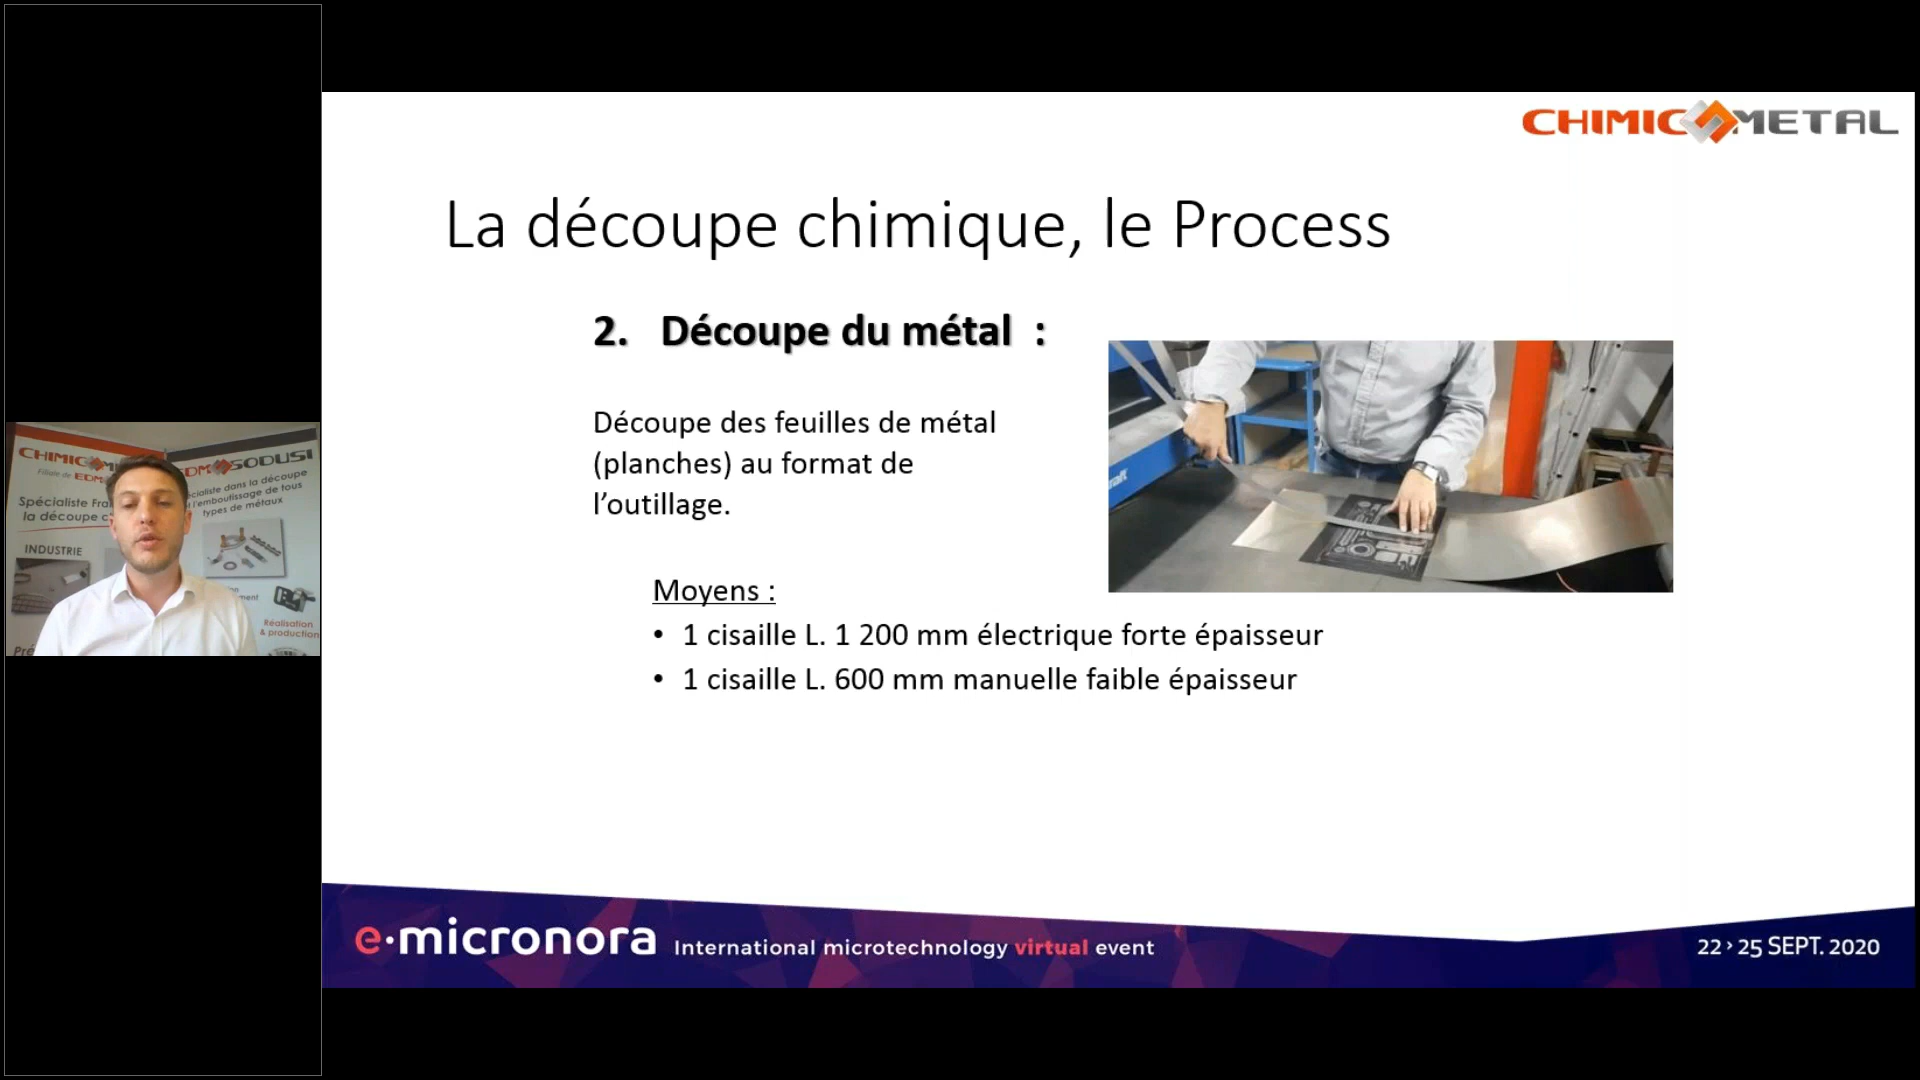 CHIMIC METAL
La découpe chimique, le Process
2. Découpe du métal :
Découpe des feuilles de métal
(planches) au format de
l’outillage.
Moyens :
• 1 cisaille L. 1 200 mm électrique forte épaisseur
• 1 cisaille L. 600 mm manuelle faible épaisseur
CHIMIC
Filiale de EDM
Spécialiste
la découpe
INDUSTRIE
SODUSI
dans la découpe
l'emboutissage de tous
types de métaux
Réalisation
& production
e·micronora International microtechnology virtual event
22 › 25 SEPT. 2020